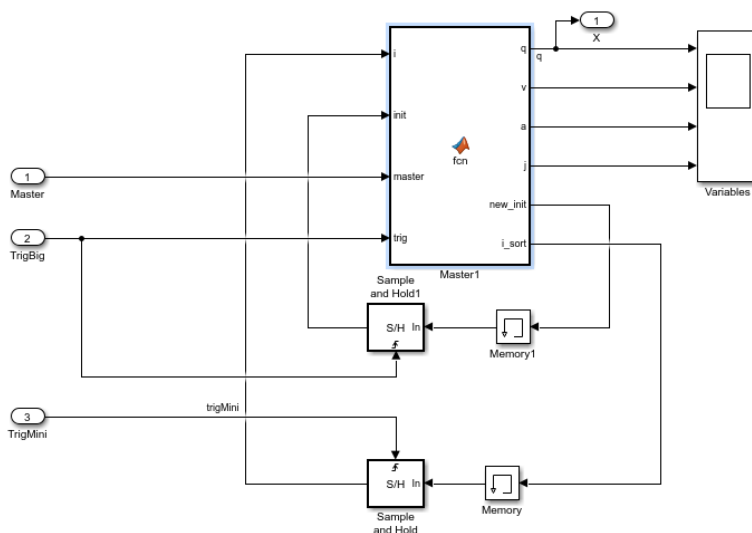 1
X
i
q
q
v
init
a
fcn
1
master
j
Master
Variables
new_init
2
trig
i_sort
TrigBig
Master1
Sample
and Hold1
S/H
In
Memory1
3
trigMini
TrigMini
S/H
In
Sample
and Hold
Memory